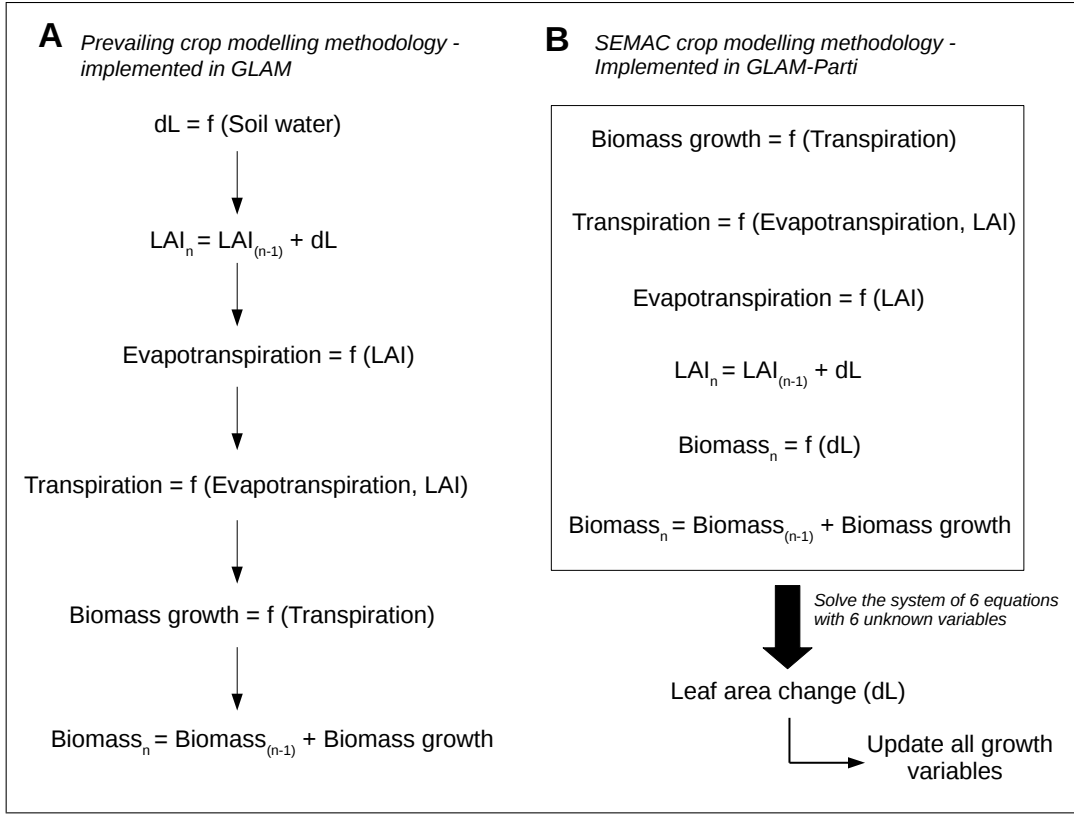 A Prevailing crop modelling methodology -
implemented in GLAM
dL = f (Soil water)
LAIn = LAI(n-1) + dL
Evapotranspiration = f (LAI)
Transpiration = f (Evapotranspiration, LAI)
Biomass growth = f (Transpiration)
Biomassn = Biomass(n-1) + Biomass growth
B SEMAC crop modelling methodology -
Implemented in GLAM-Parti
Biomass growth = f (Transpiration)
Transpiration = f (Evapotranspiration, LAI)
Evapotranspiration = f (LAI)
LAIn = LAI(n-1) + dL
Biomassn = f (dL)
Biomassn = Biomass(n-1) + Biomass growth
Solve the system of 6 equations
with 6 unknown variables
Leaf area change (dL)
Update all growth
variables